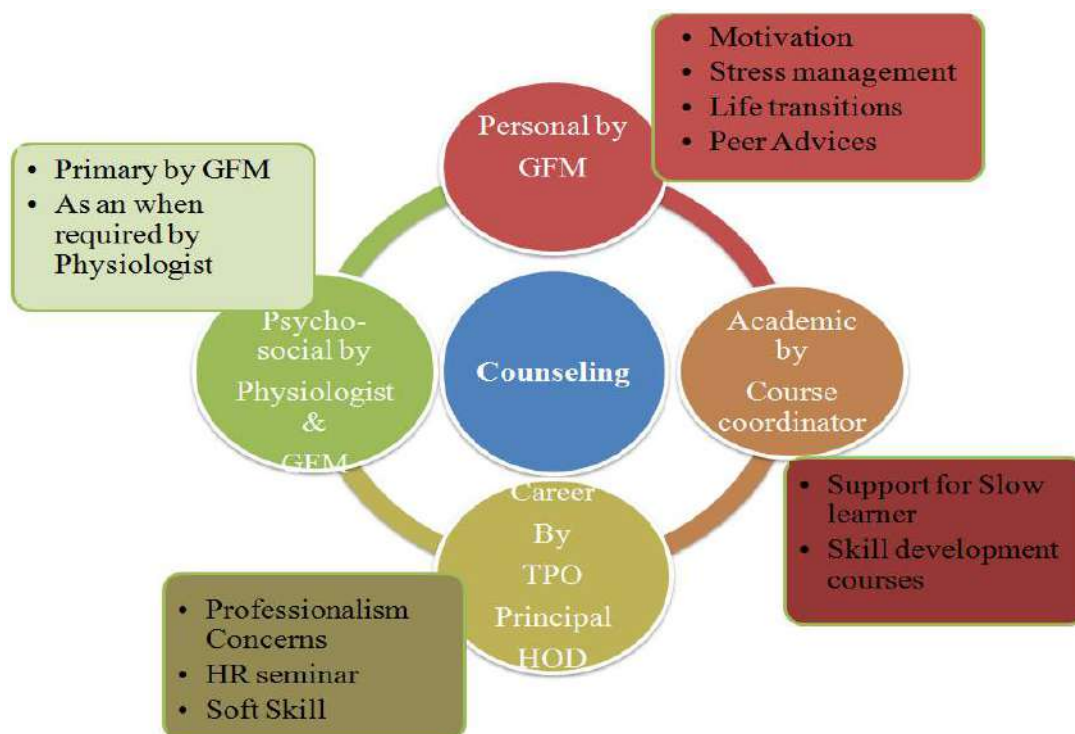 • Motivation
• Stress management
• Life transitions
• Peer Advices
Personal by
GFM
• Primary by GFM
• As an when
required by
Physiologist
Psycho-
social by
Physiologist
&
GFM
Counseling
Academic
by
Course
coordinator
• Support for Slow
learner
• Skill development
courses
Career
By
TPO
Principal
HOD
• Professionalism
Concerns
• HR seminar
• Soft Skill